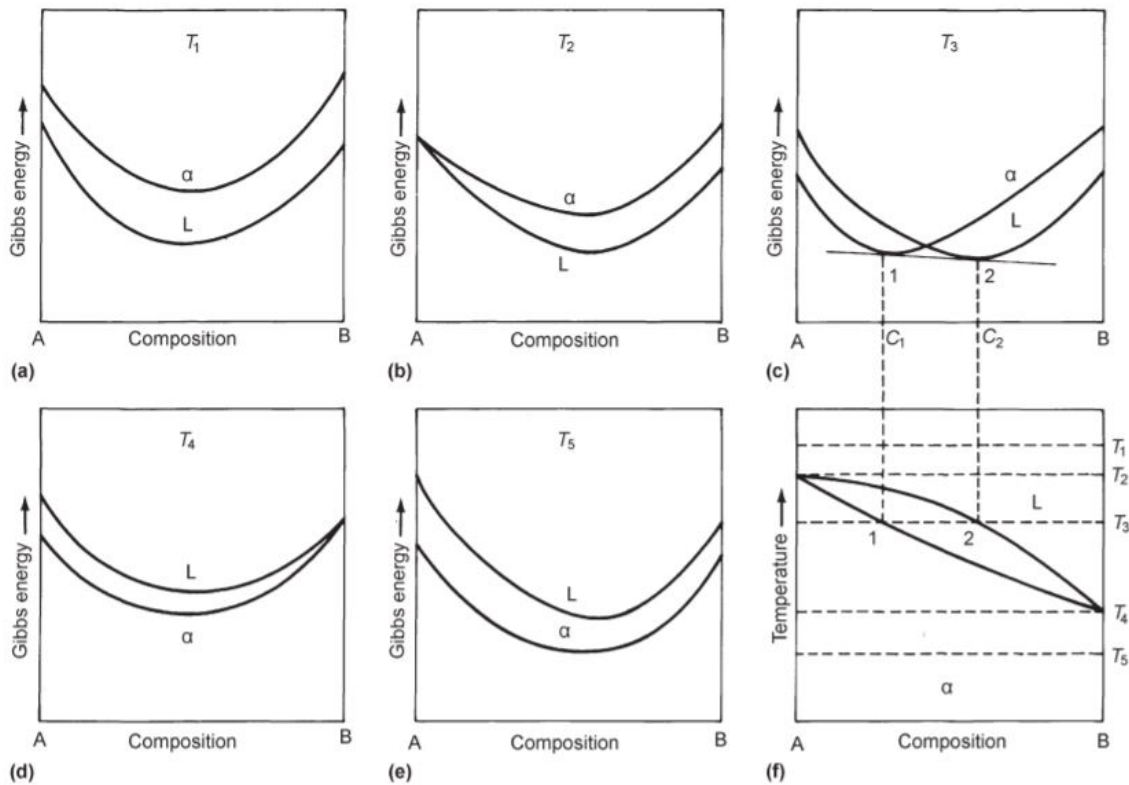 T1
Gibbs energy
α
L
A
Composition
B
(a)
T2
Gibbs energy
α
L
A
Composition
B
(b)
T3
Gibbs energy
α
L
1
2
A
C1
C2
B
(c)
T4
Gibbs energy
L
α
A
Composition
B
(d)
T5
Gibbs energy
L
α
A
Composition
B
(e)
T1
T2
L
T3
1
2
Temperature
T4
T5
α
A
Composition
B
(f)